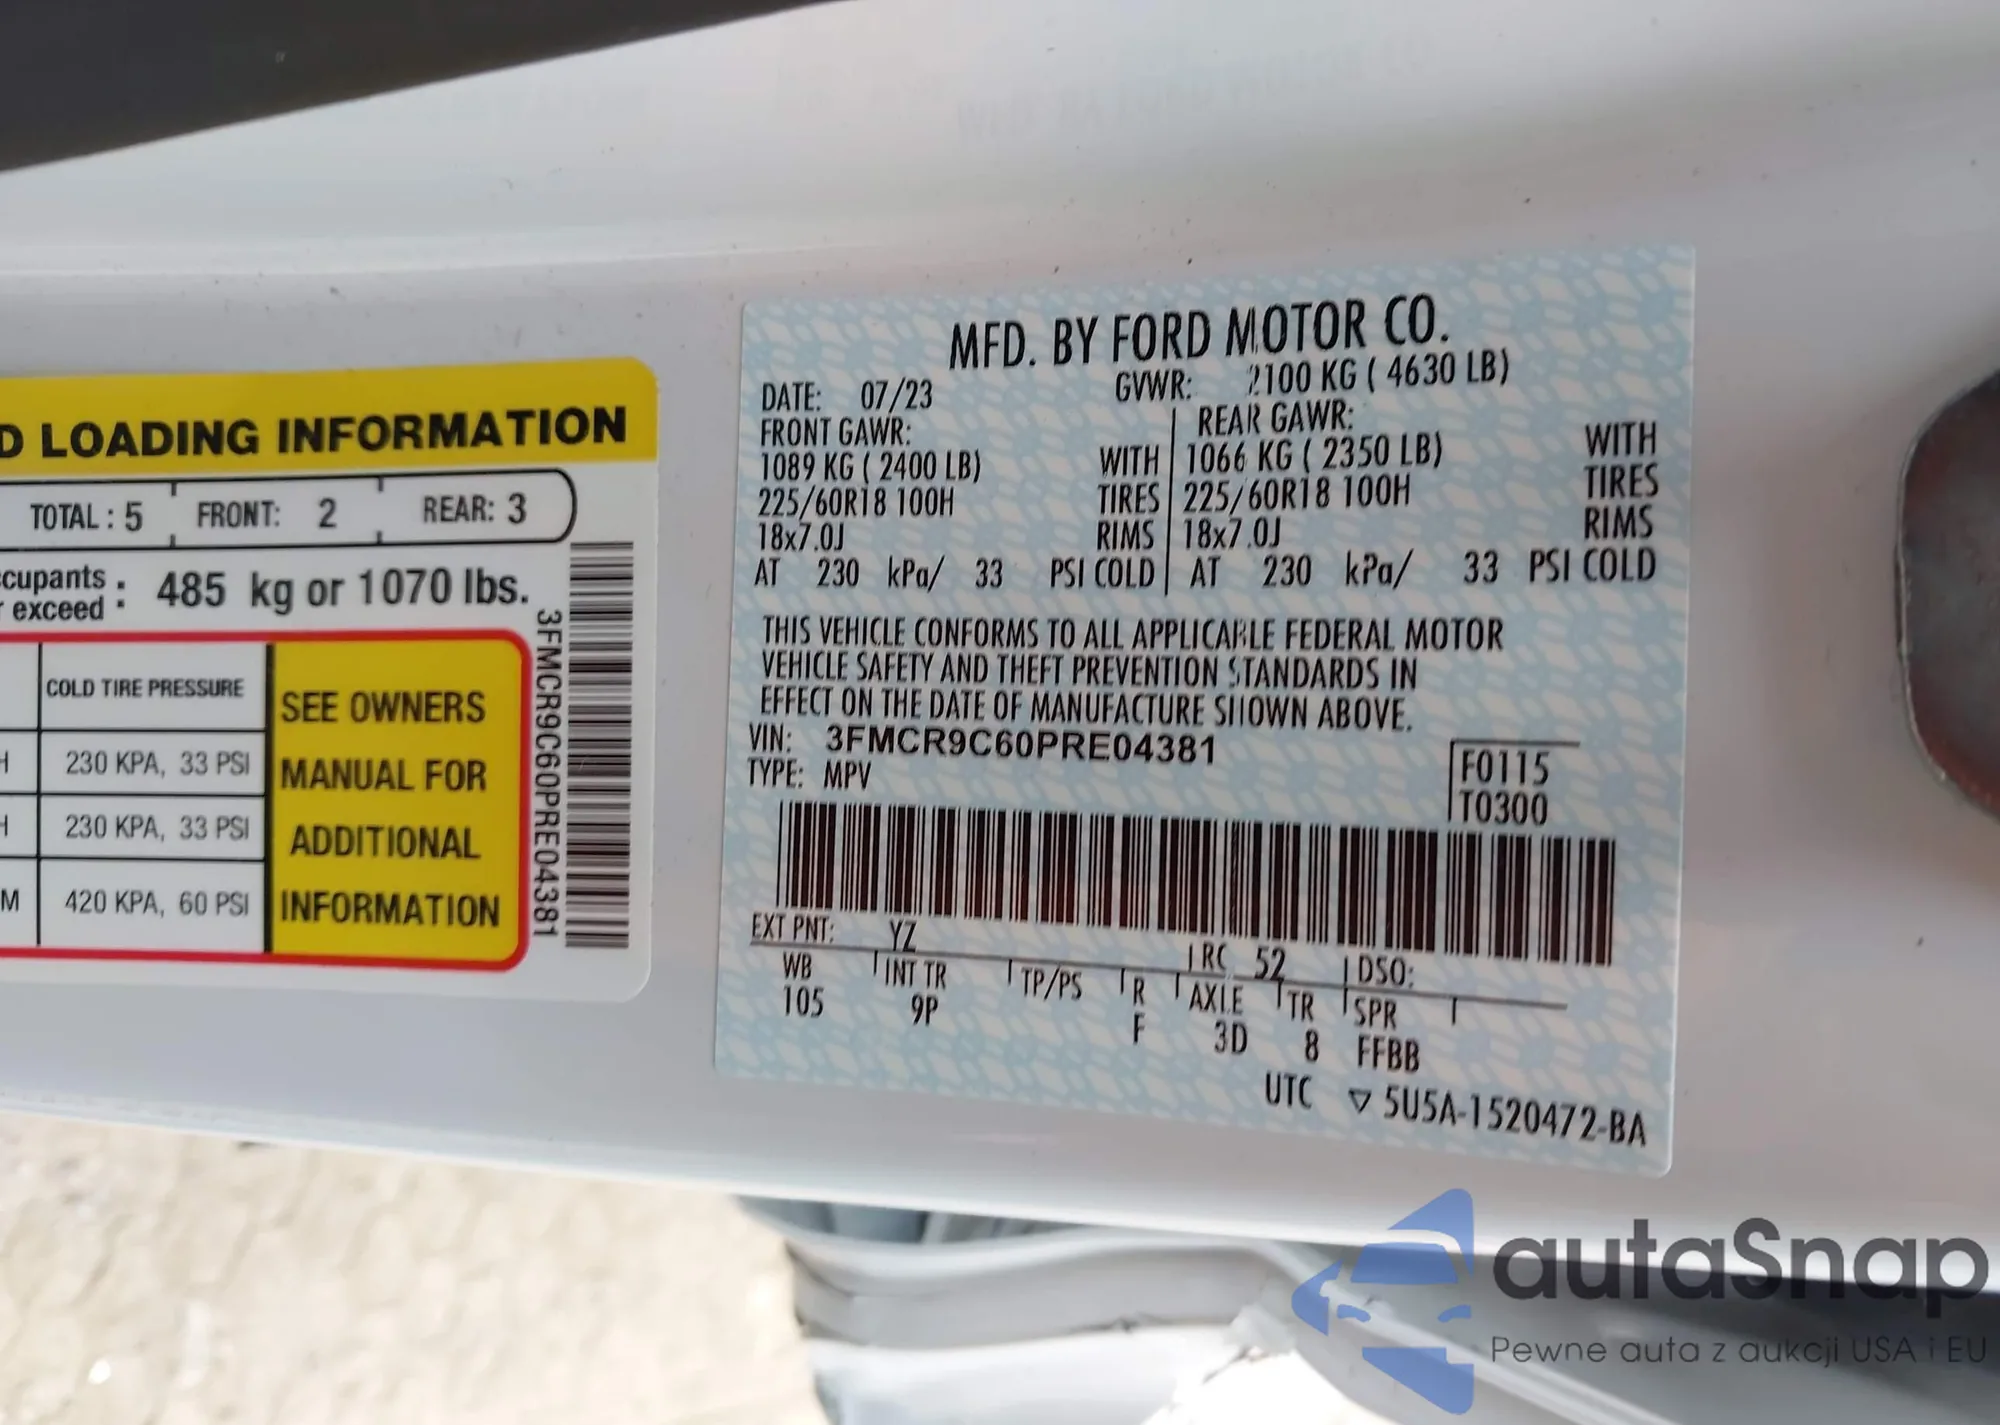 D LOADING INFORMATION
TOTAL : 5 FRONT: 2 REAR: 3
ccupants
r exceed : 485 kg or 1070 lbs.
COLD TIRE PRESSURE
H 230 KPA, 33 PSI
H 230 KPA, 33 PSI
M 420 KPA, 60 PSI
SEE OWNERS
MANUAL FOR
ADDITIONAL
INFORMATION
3FMCR9C60PRE04381
MFD. BY FORD MOTOR CO.
DATE: 07/23 GVWR: 2100 KG ( 4630 LB)
FRONT GAWR: REAR GAWR:
1089 KG ( 2400 LB) WITH 1066 KG ( 2350 LB) WITH
225/60R18 100H TIRES 225/60R18 100H TIRES
18x7.0J RIMS 18x7.0J RIMS
AT 230 kPa/ 33 PSI COLD AT 230 kPa/ 33 PSI COLD
THIS VEHICLE CONFORMS TO ALL APPLICABLE FEDERAL MOTOR
VEHICLE SAFETY AND THEFT PREVENTION STANDARDS IN
EFFECT ON THE DATE OF MANUFACTURE SHOWN ABOVE.
VIN: 3FMCR9C60PRE04381
TYPE: MPV
F0115
T0300
EXT PNT: YZ RC 52 DSO:
WB INT TR TP/PS R AXLE TR SPR
105 9P F 3D 8 FFBB
UTC ▽ 5U5A-1520472-BA
autaSnap
Pewne auta z aukcji USA i EU